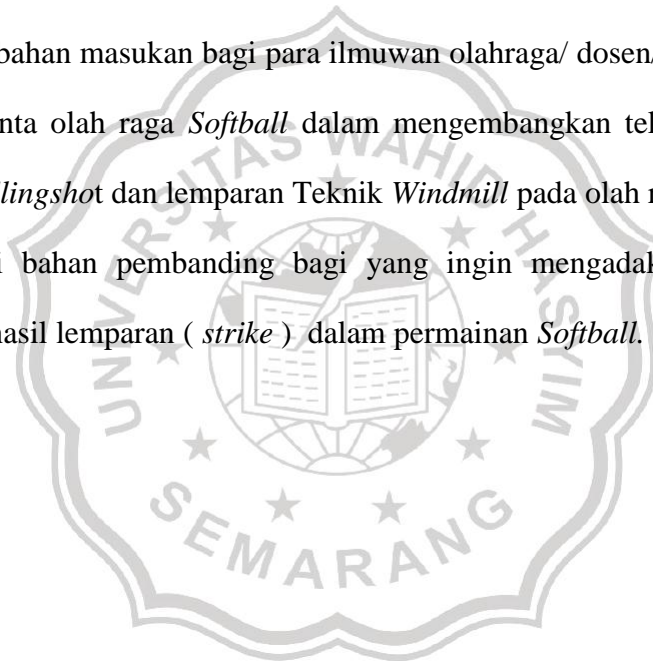 bahan masukan bagi para ilmuwan olahraga/ dosen/
nta olah raga Softball dalam mengembangkan te
lingshot dan lemparan Teknik Windmill pada olah
i bahan pembanding bagi yang ingin mengadak
hasil lemparan ( strike ) dalam permainan Softball.
UNIVERSITAS WAHID HASYIM
SEMARANG